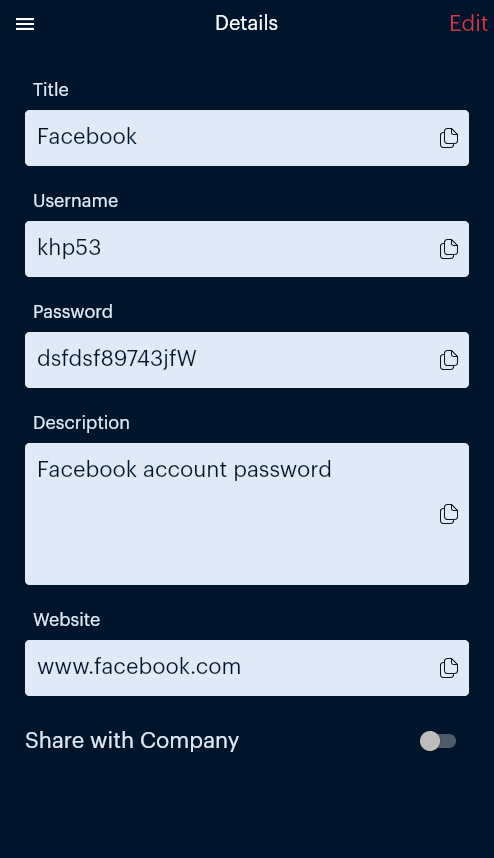 Details
Edit
Title
Facebook
Username
khp53
Password
dsfdsf89743jfW
Description
Facebook account password
Website
www.facebook.com
Share with Company